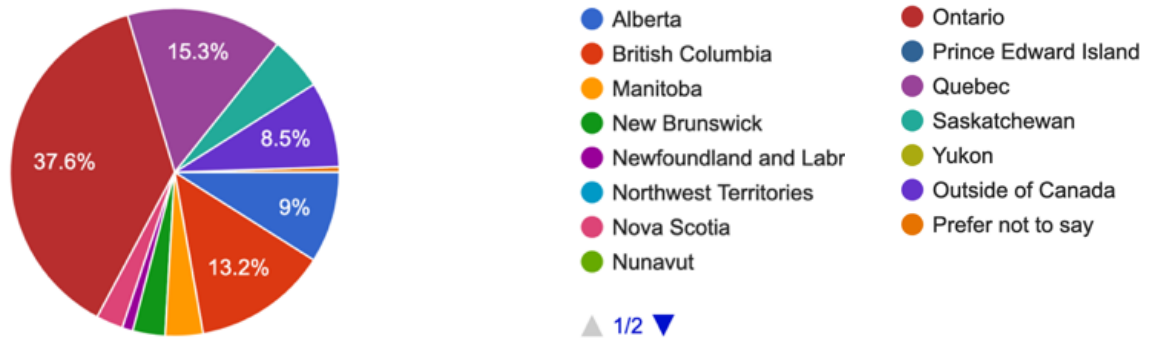 15.3%
8.5%
37.6%
9%
13.2%
Alberta
British Columbia
Manitoba
New Brunswick
Newfoundland and Labr
Northwest Territories
Nova Scotia
Nunavut
1/2
Ontario
Prince Edward Island
Quebec
Saskatchewan
Yukon
Outside of Canada
Prefer not to say